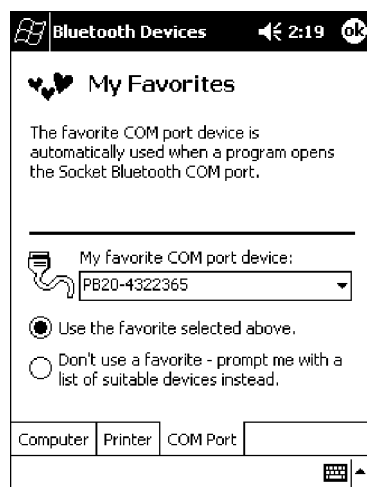 Bluetooth Devices 2:19 ok
My Favorites
The favorite COM port device is
automatically used when a program opens
the Socket Bluetooth COM port.
My favorite COM port device:
PB20-4322365
Use the favorite selected above.
Don't use a favorite - prompt me with a
list of suitable devices instead.
Computer Printer COM Port